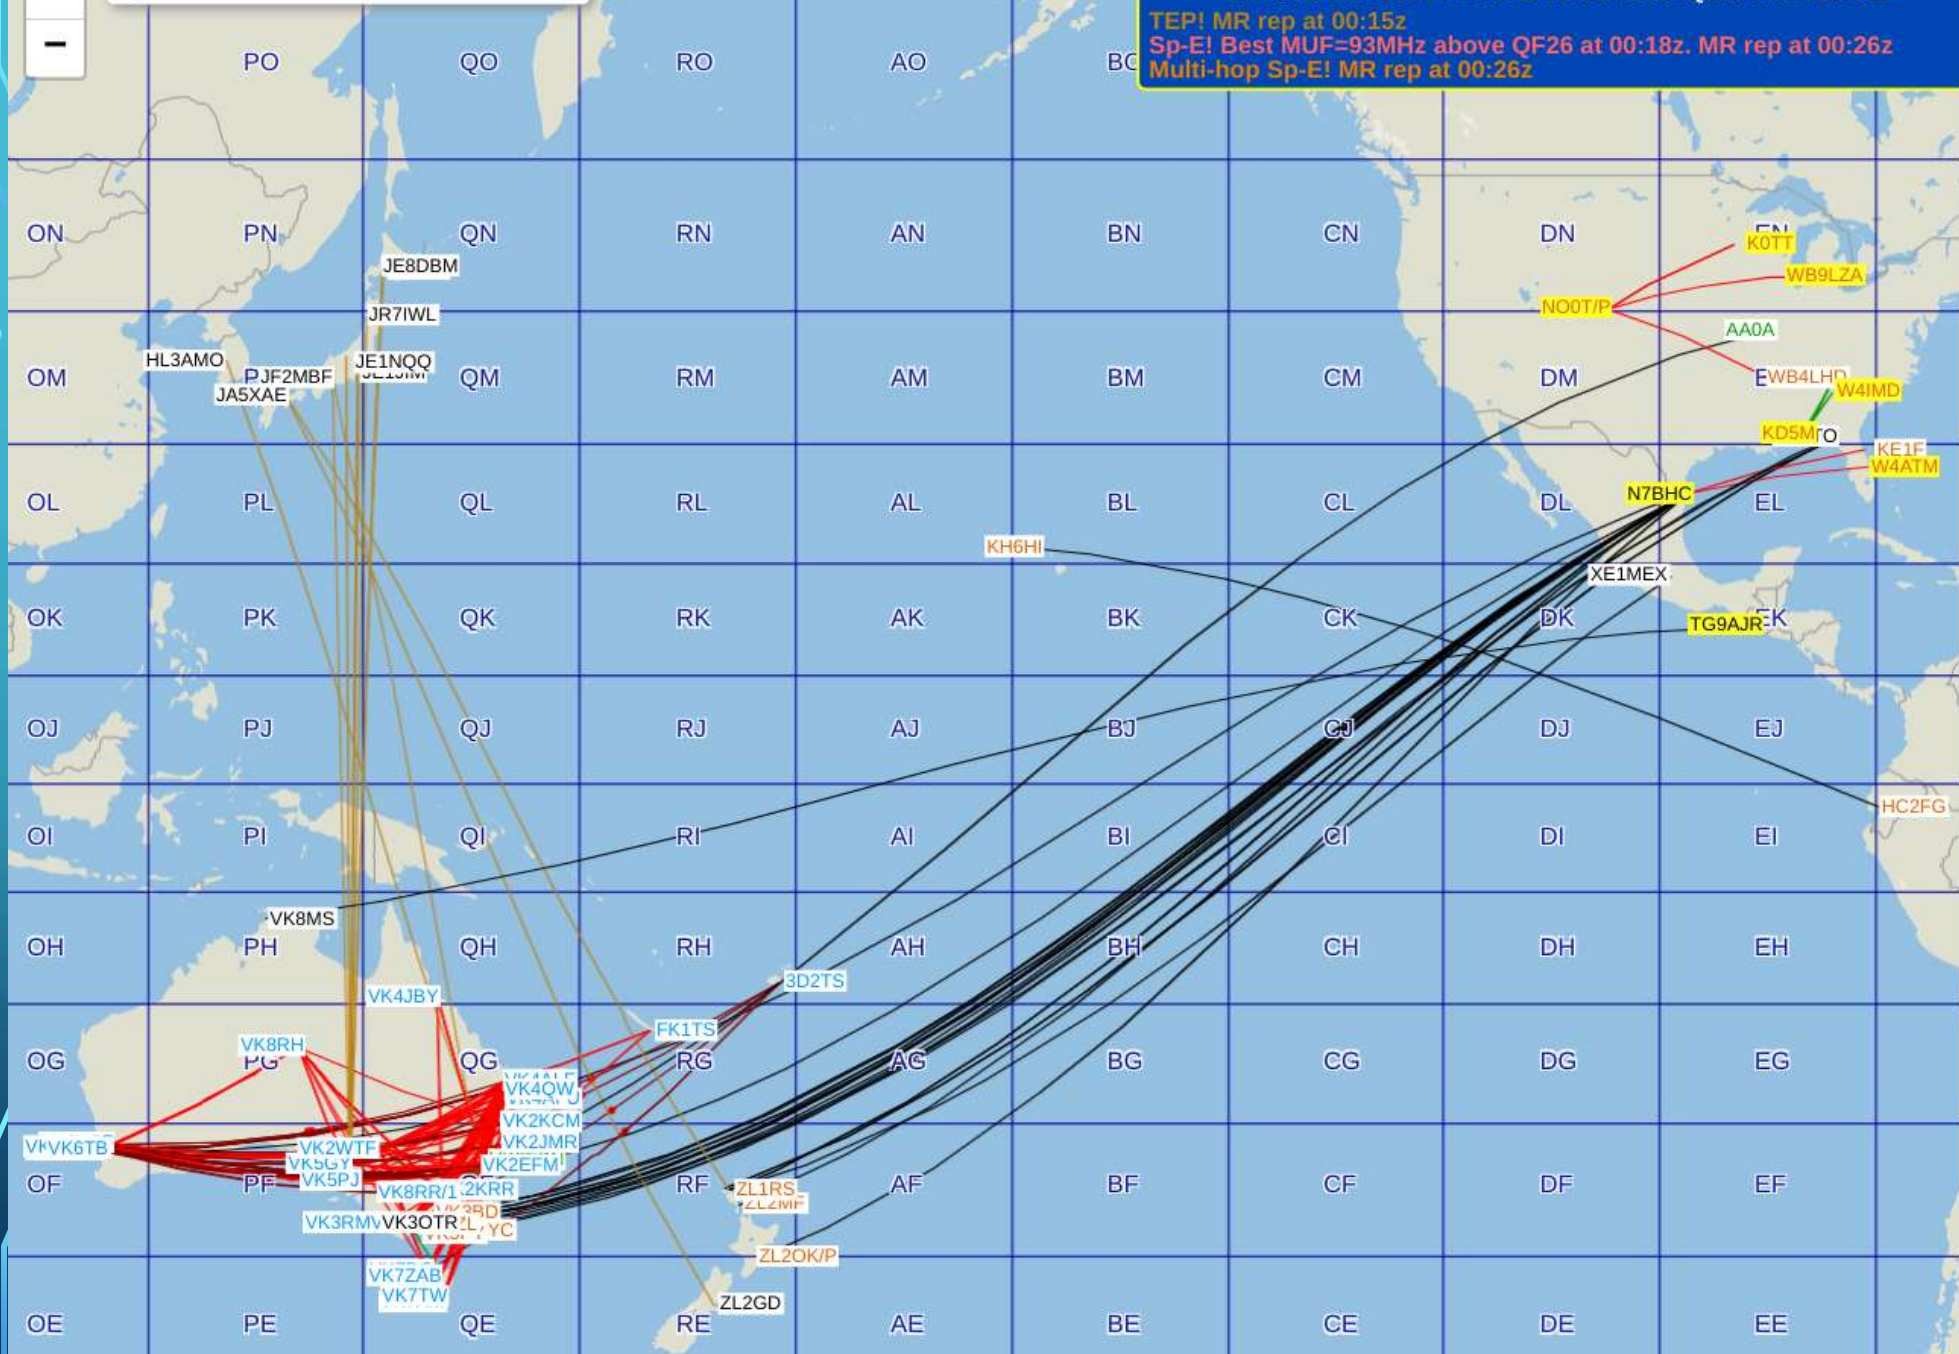 −
TEP! MR rep at 00:15z
Sp-E! Best MUF=93MHz above QF26 at 00:18z. MR rep at 00:26z
Multi-hop Sp-E! MR rep at 00:26z
PO QO RO AO
ON PN QN RN AN BN CN DN
K0TT
JE8DBM
WB9LZA
NO0T/P
JR7IWL
AA0A
HL3AMO JE1NQQ
OM JF2MBF QM RM AM BM CM DM WB4LHD
JA5XAE W4IMD
KD5M
KE1F
W4ATM
OL PL QL RL AL BL CL DL N7BHC EL
KH6HI
XE1MEX
OK PK QK RK AK BK CK DK TG9AJR EK
OJ PJ QJ RJ AJ BJ CJ DJ EJ
HC2FG
OI PI QI RI AI BI CI DI EI
VK8MS
OH PH QH RH AH BH CH DH EH
3D2TS
VK4JBY
FK1TS
VK8RH
OG PG QG RG AG BG CG DG EG
VK4QW
VK2KCM
VK6TB VK2WTF VK2JMR
VK5GY VK2EFM
VK5PJ
OF PF VK8RR/1 RF AF BF CF DF EF
ZL1RS
ZL2MF
VK3OTR
ZL2OK/P
VK7ZAB
VK7TW
ZL2GD
OE PE QE RE AE BE CE DE EE